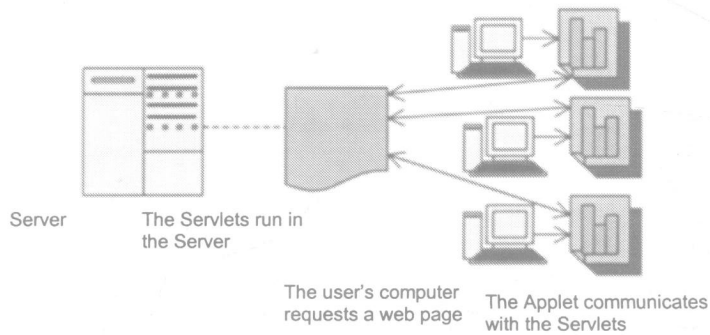 Server
The Servlets run in
the Server
The user's computer
requests a web page
The Applet communicates
with the Servlets